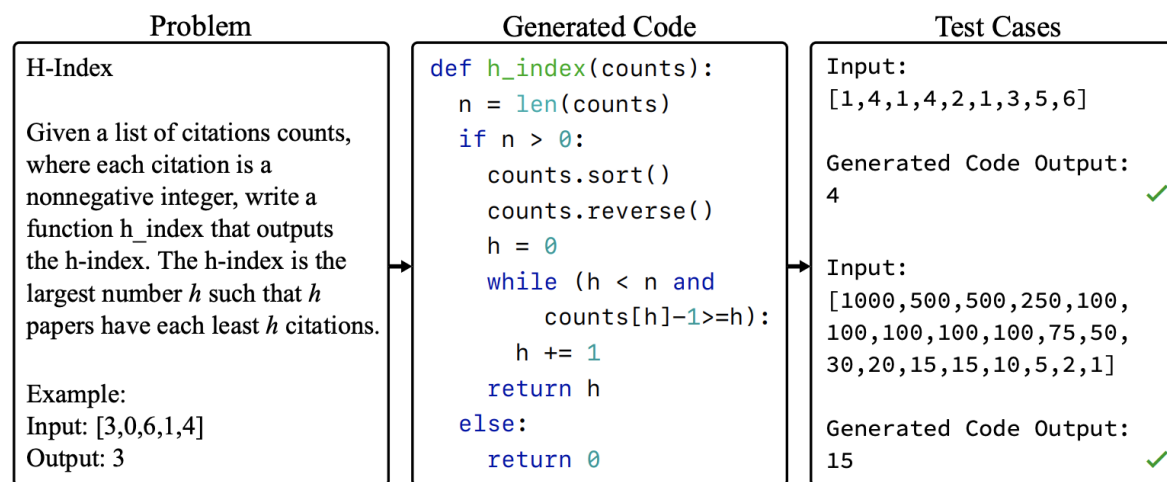 Problem
H-Index
Given a list of citations counts,
where each citation is a
nonnegative integer, write a
function h_index that outputs
the h-index. The h-index is the
largest number h such that h
papers have each least h citations.
Example:
Input: [3,0,6,1,4]
Output: 3
Generated Code
def h_index(counts):
  n = len(counts)
  if n > 0:
    counts.sort()
    counts.reverse()
    h = 0
    while (h < n and
        counts[h]-1>=h):
      h += 1
    return h
  else:
    return 0
Test Cases
Input:
[1,4,1,4,2,1,3,5,6]
Generated Code Output:
4
Input:
[1000,500,500,250,100,
100,100,100,100,75,50,
30,20,15,15,10,5,2,1]
Generated Code Output:
15